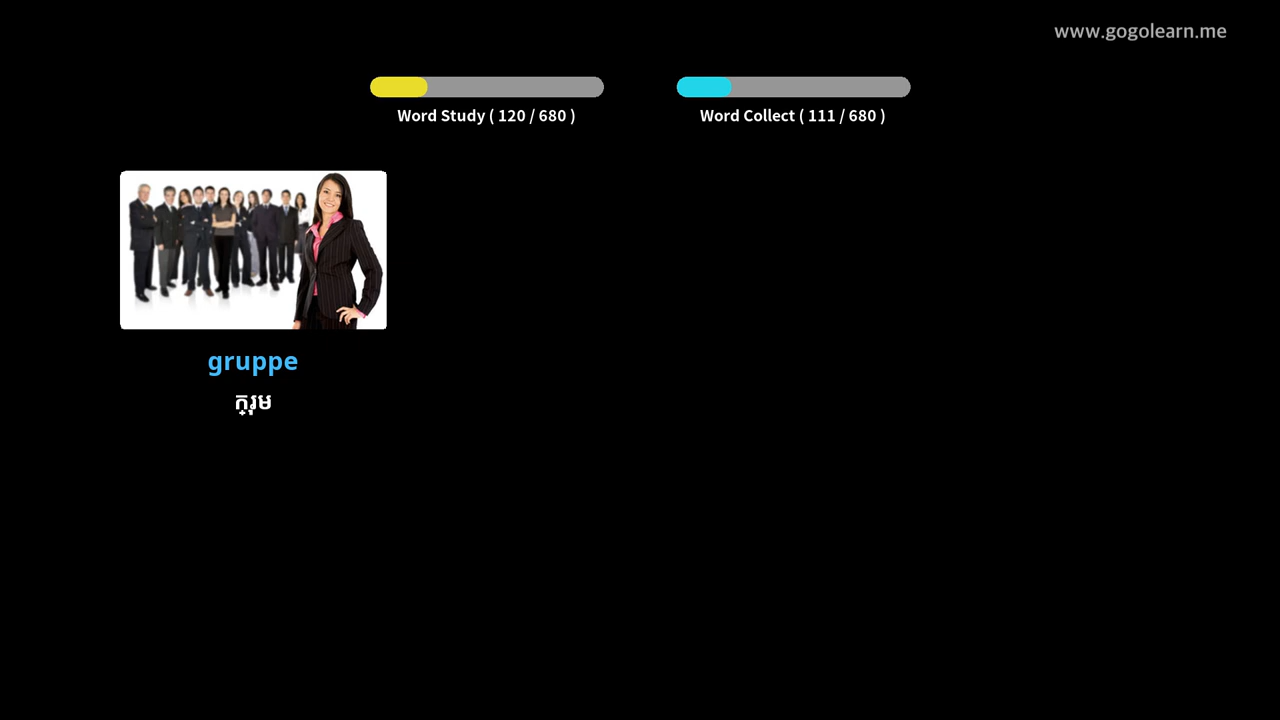 www.gogolearn.me
Word Study ( 120 / 680 )
Word Collect ( 111 / 680 )
gruppe
ក្រុម